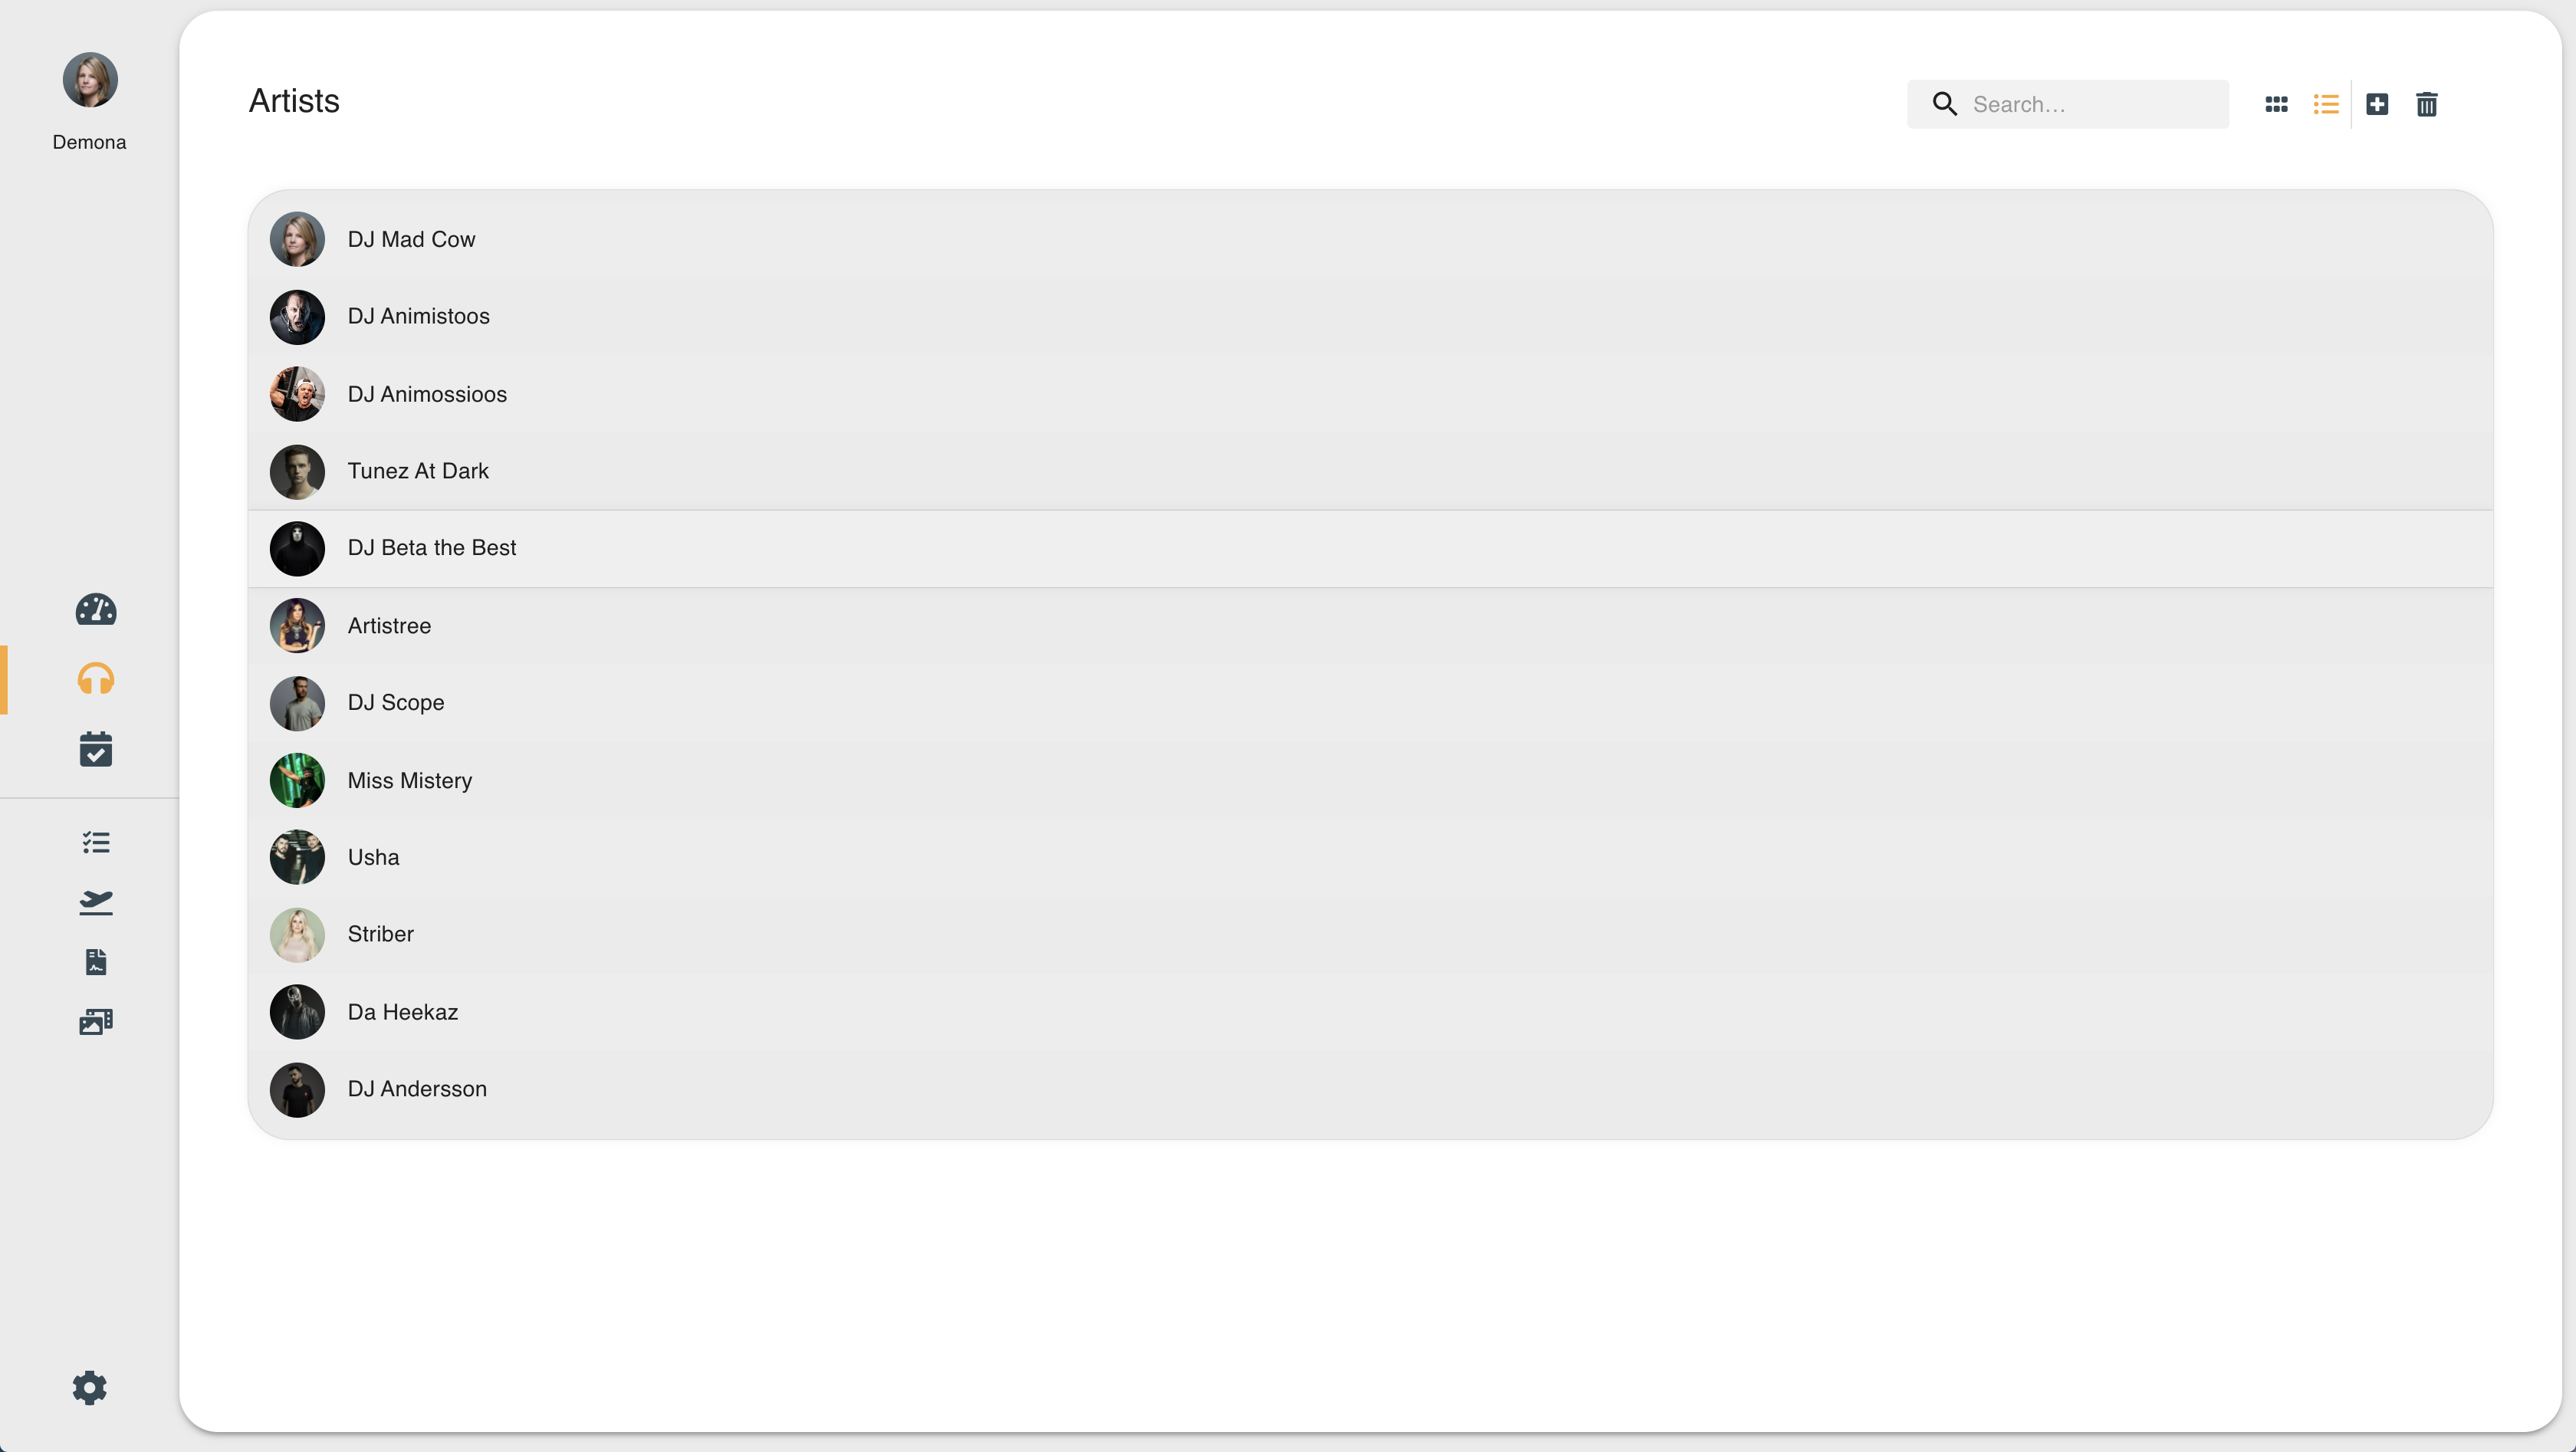 Demona
Artists
Search...
DJ Mad Cow
DJ Animistoos
DJ Animossioos
Tunez At Dark
DJ Beta the Best
Artistree
DJ Scope
Miss Mistery
Usha
Striber
Da Heekaz
DJ Andersson